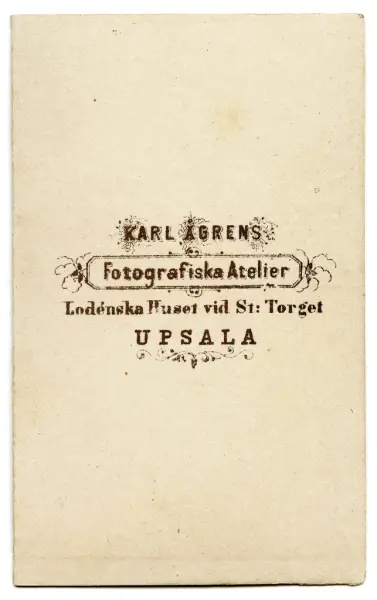 KARL ÅGRENS
Fotografiska Atelier
Lodénska Huset vid St: Torget
UPSALA